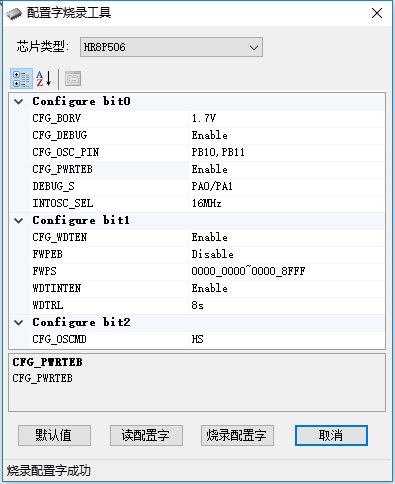 配置字烧录工具
芯片类型: HR8P506
Configure bit0
CFG_BORV 1.7V
CFG_DEBUG Enable
CFG_OSC_PIN PB10,PB11
CFG_PWRTEB Enable
DEBUG_S PA0/PA1
INTOSC_SEL 16MHz
Configure bit1
CFG_WDTEN Enable
FWPEB Disable
FWPS 0000_0000~0000_8FFF
WDTINTEN Enable
WDTRL 8s
Configure bit2
CFG_OSCMD HS
CFG_PWRTEB
CFG_PWRTEB
默认值 读配置字 烧录配置字 取消
烧录配置字成功